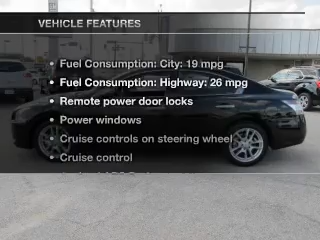 VEHICLE FEATURES
• Fuel Consumption: City: 19 mpg
• Fuel Consumption: Highway: 26 mpg
• Remote power door locks
• Power windows
• Cruise controls on steering wheel
• Cruise control